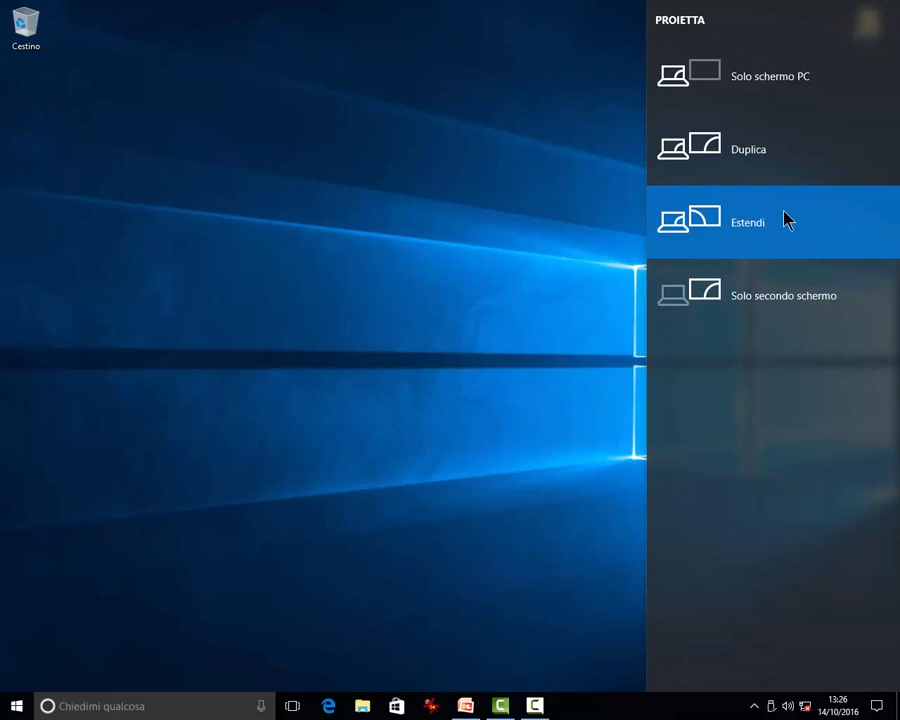 Cestino
PROIETTA
Solo schermo PC
Duplica
Estendi
Solo secondo schermo
Chiedimi qualcosa
13:26
14/10/2016